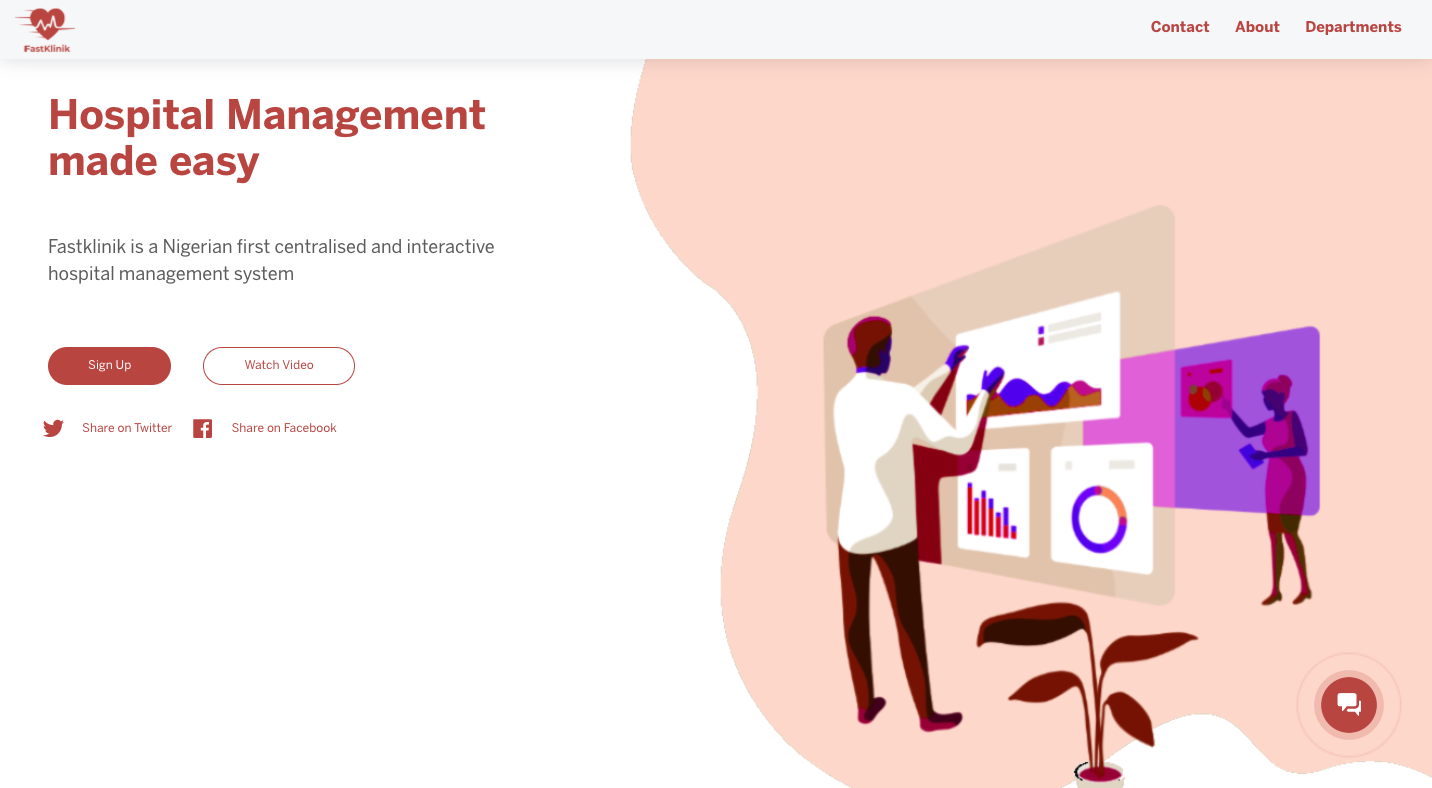 FastKlinik
Contact About Departments
Hospital Management
made easy
Fastklinik is a Nigerian first centralised and interactive
hospital management system
Sign Up Watch Video
Share on Twitter Share on Facebook